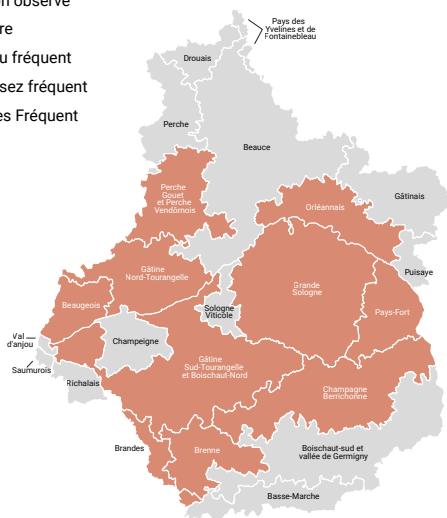 on observé
re
u fréquent
sez fréquent
es Fréquent
Pays des
Yvelines et de
Fontainebleau
Drouais
Perche
Beauce
Perche
Gouet
et Perche
Vendômois
Orléannais
Gâtinais
Gâtine
Nord-Tourangelle
Puisaye
Grande
Sologne
Beaugeois
Sologne
Viticole
Pays-Fort
Val
d'anjou
Champeigne
Saumurois
Gâtine
Sud-Tourangelle
et Boischaut-Nord
Richalais
Champagne
Berrichonne
Brandes
Brenne
Boischaut-sud et
vallée de Germigny
Basse-Marche